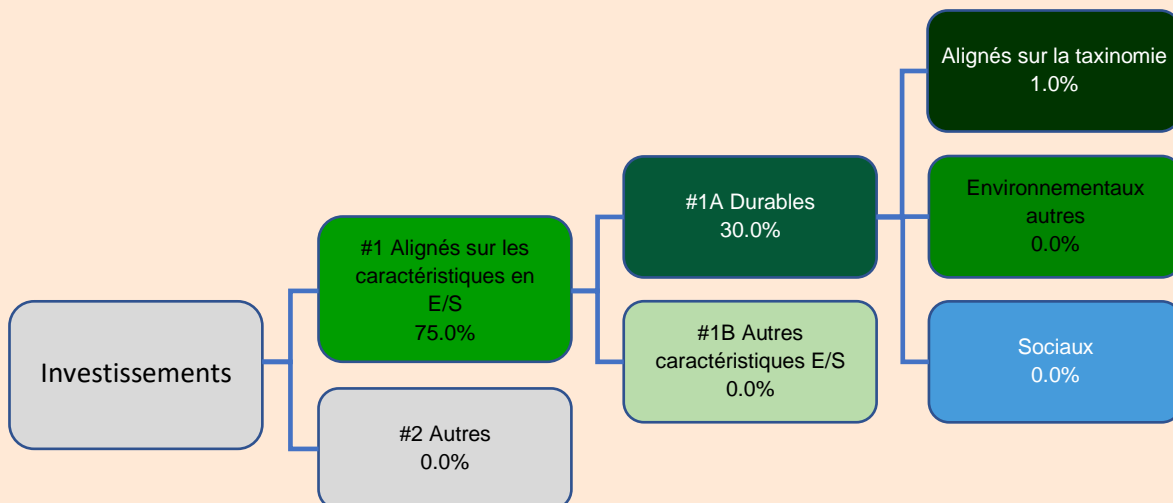 Investissements
#1 Alignés sur les
caractéristiques en
E/S
75.0%
#2 Autres
0.0%
#1A Durables
30.0%
#1B Autres
caractéristiques E/S
0.0%
Alignés sur la taxinomie
1.0%
Environnementaux
autres
0.0%
Sociaux
0.0%